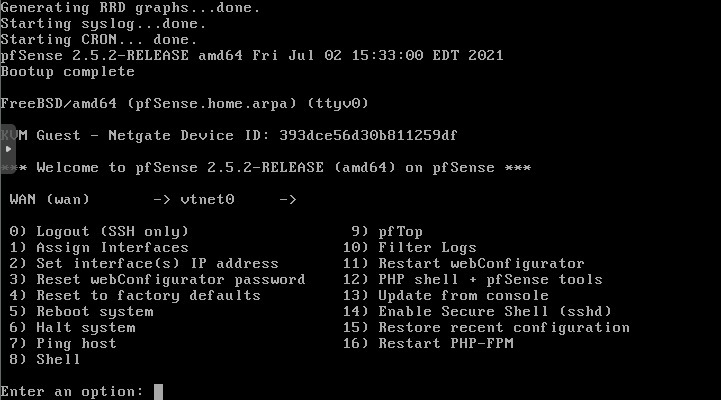 Generating RRD graphs...done.
Starting syslog...done.
Starting CRON... done.
pfSense 2.5.2-RELEASE amd64 Fri Jul 02 15:33:00 EDT 2021
Bootup complete
FreeBSD/amd64 (pfSense.home.arpa) (ttyv0)
KVM Guest - Netgate Device ID: 393dce56d30b811259df
*** Welcome to pfSense 2.5.2-RELEASE (amd64) on pfSense ***
WAN (wan) -> vtnet0 ->
0) Logout (SSH only) 9) pfTop
1) Assign Interfaces 10) Filter Logs
2) Set interface(s) IP address 11) Restart webConfigurator
3) Reset webConfigurator password 12) PHP shell + pfSense tools
4) Reset to factory defaults 13) Update from console
5) Reboot system 14) Enable Secure Shell (sshd)
6) Halt system 15) Restore recent configuration
7) Ping host 16) Restart PHP-FPM
8) Shell
Enter an option: